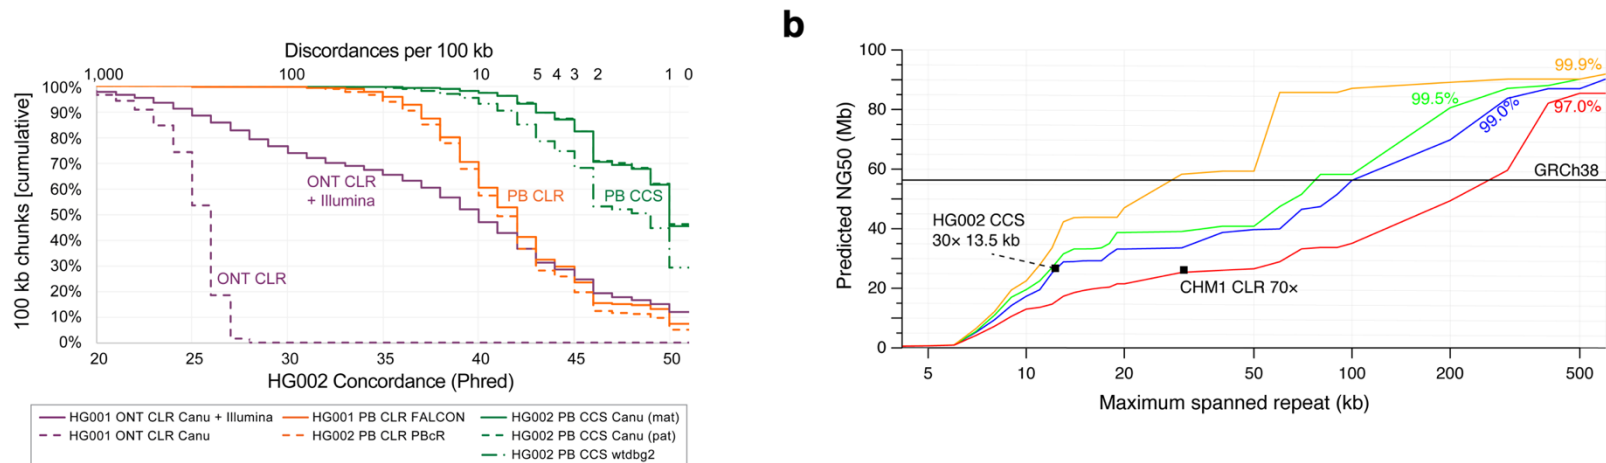 Discordances per 100 kb
1,000 100 10 5 4 3 2 1 0
100%
90%
80%
70%
60%
50%
40%
30%
20%
10%
0%
100 kb chunks [cumulative]
ONT CLR
+ Illumina
PB CLR
PB CCS
ONT CLR
20 25 30 35 40 45 50
HG002 Concordance (Phred)
HG001 ONT CLR Canu + Illumina
HG001 ONT CLR Canu
HG001 PB CLR FALCON
HG002 PB CLR PBcR
HG002 PB CCS Canu (mat)
HG002 PB CCS Canu (pat)
HG002 PB CCS wtdbg2
b
100
80
60
40
20
0
Predicted NG50 (Mb)
99.9%
99.5%
99.0%
97.0%
GRCh38
HG002 CCS
30× 13.5 kb
CHM1 CLR 70×
5 10 20 50 100 200 500
Maximum spanned repeat (kb)